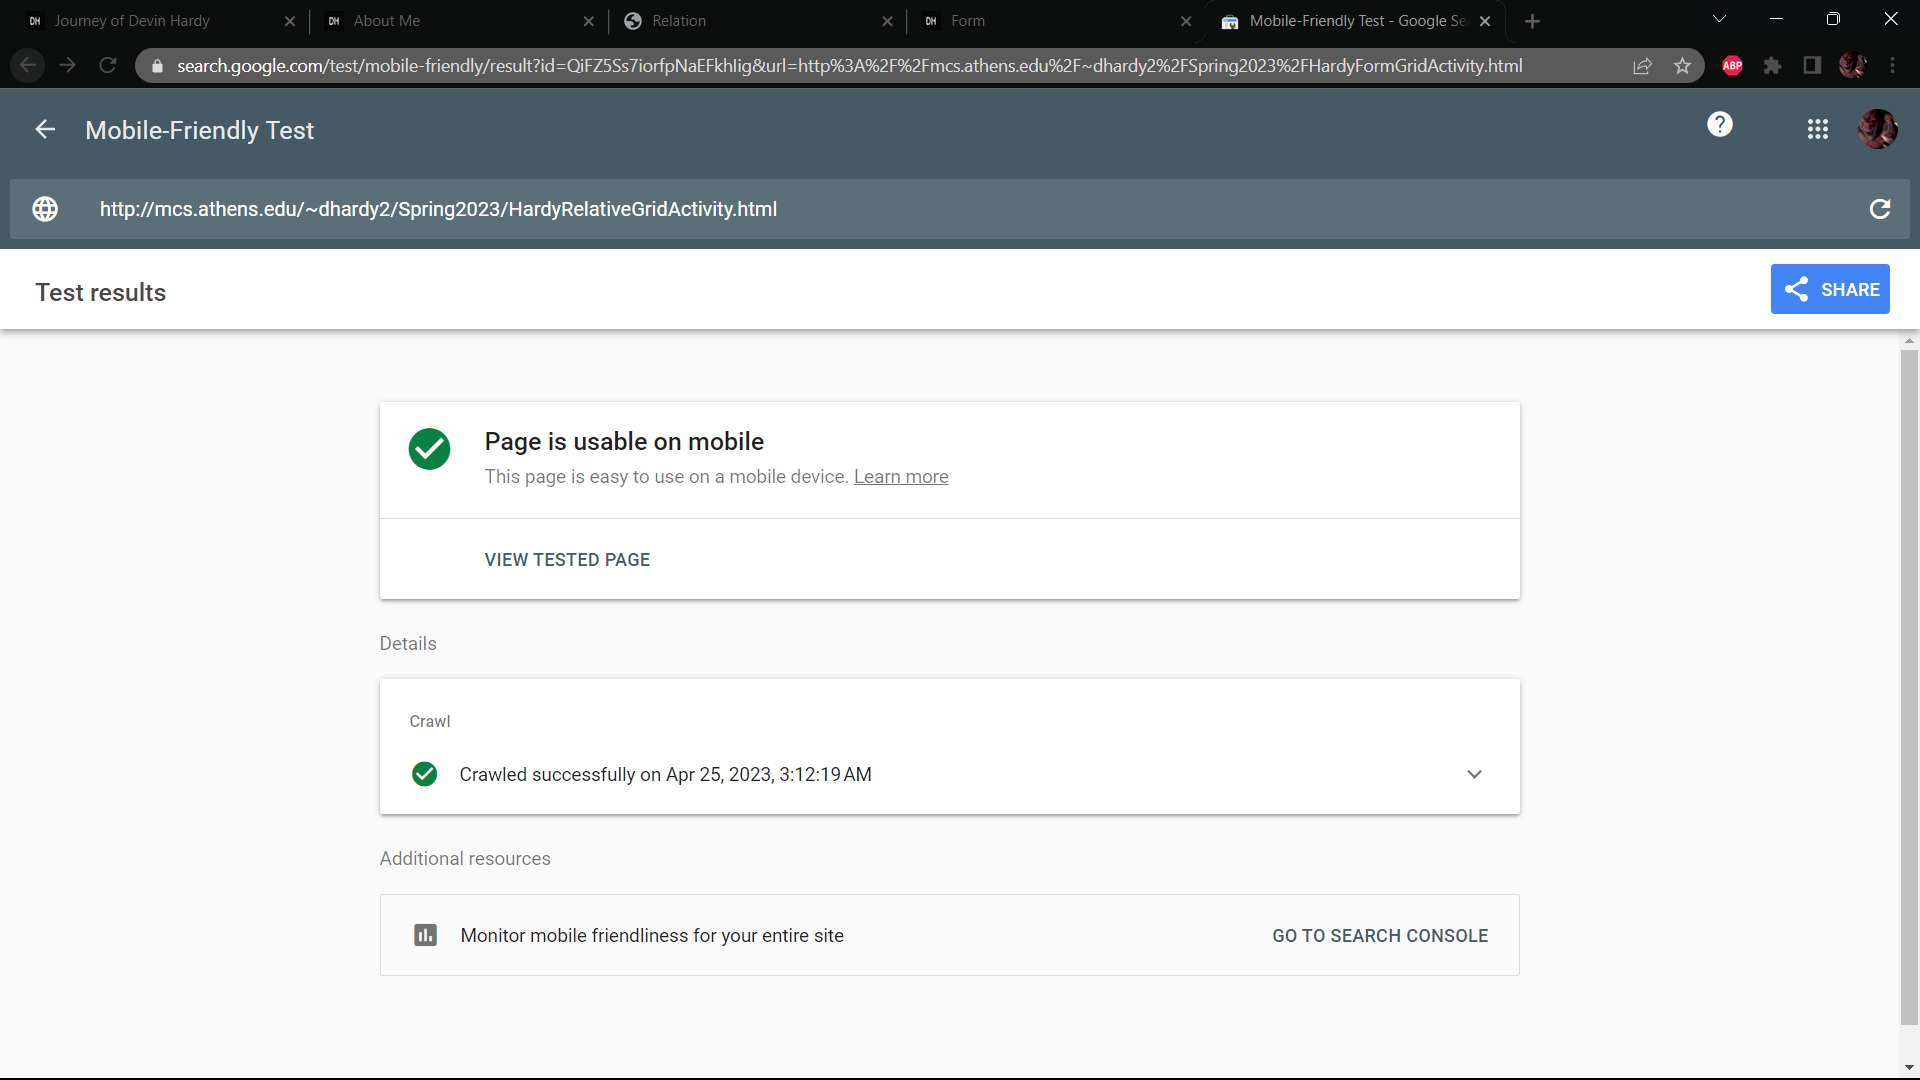 DH Journey of Devin Hardy
DH About Me
Relation
DH Form
Mobile-Friendly Test - Google Se
search.google.com/test/mobile-friendly/result?id=QiFZ5Ss7iorfpNaEFkhlig&url=http%3A%2F%2Fmcs.athens.edu%2F~dhardy2%2FSpring2023%2FHardyFormGridActivity.html
ABP
Mobile-Friendly Test
?
http://mcs.athens.edu/~dhardy2/Spring2023/HardyRelativeGridActivity.html
Test results
SHARE
Page is usable on mobile
This page is easy to use on a mobile device. Learn more
VIEW TESTED PAGE
Details
Crawl
Crawled successfully on Apr 25, 2023, 3:12:19 AM
Additional resources
Monitor mobile friendliness for your entire site
GO TO SEARCH CONSOLE